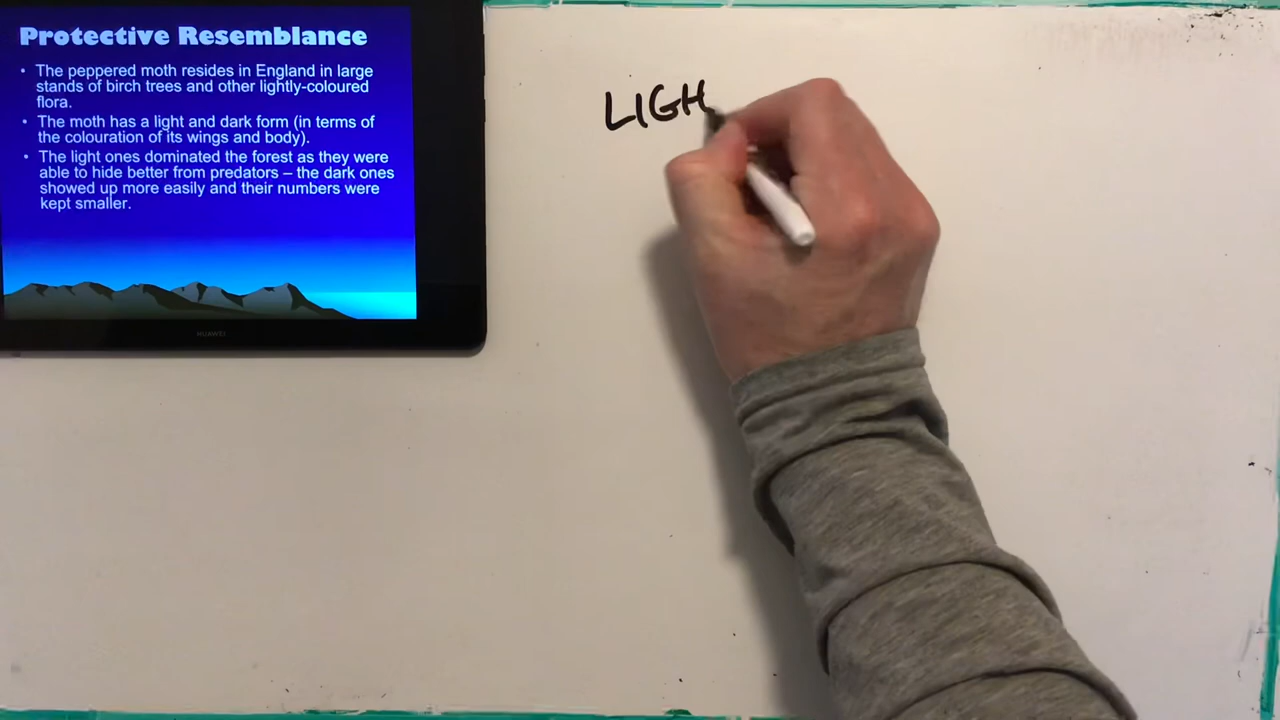 Protective Resemblance
• The peppered moth resides in England in large
stands of birch trees and other lightly-coloured
flora.
• The moth has a light and dark form (in terms of
the colouration of its wings and body).
• The light ones dominated the forest as they were
able to hide better from predators – the dark ones
showed up more easily and their numbers were
kept smaller.
HUAWEI
LIGH